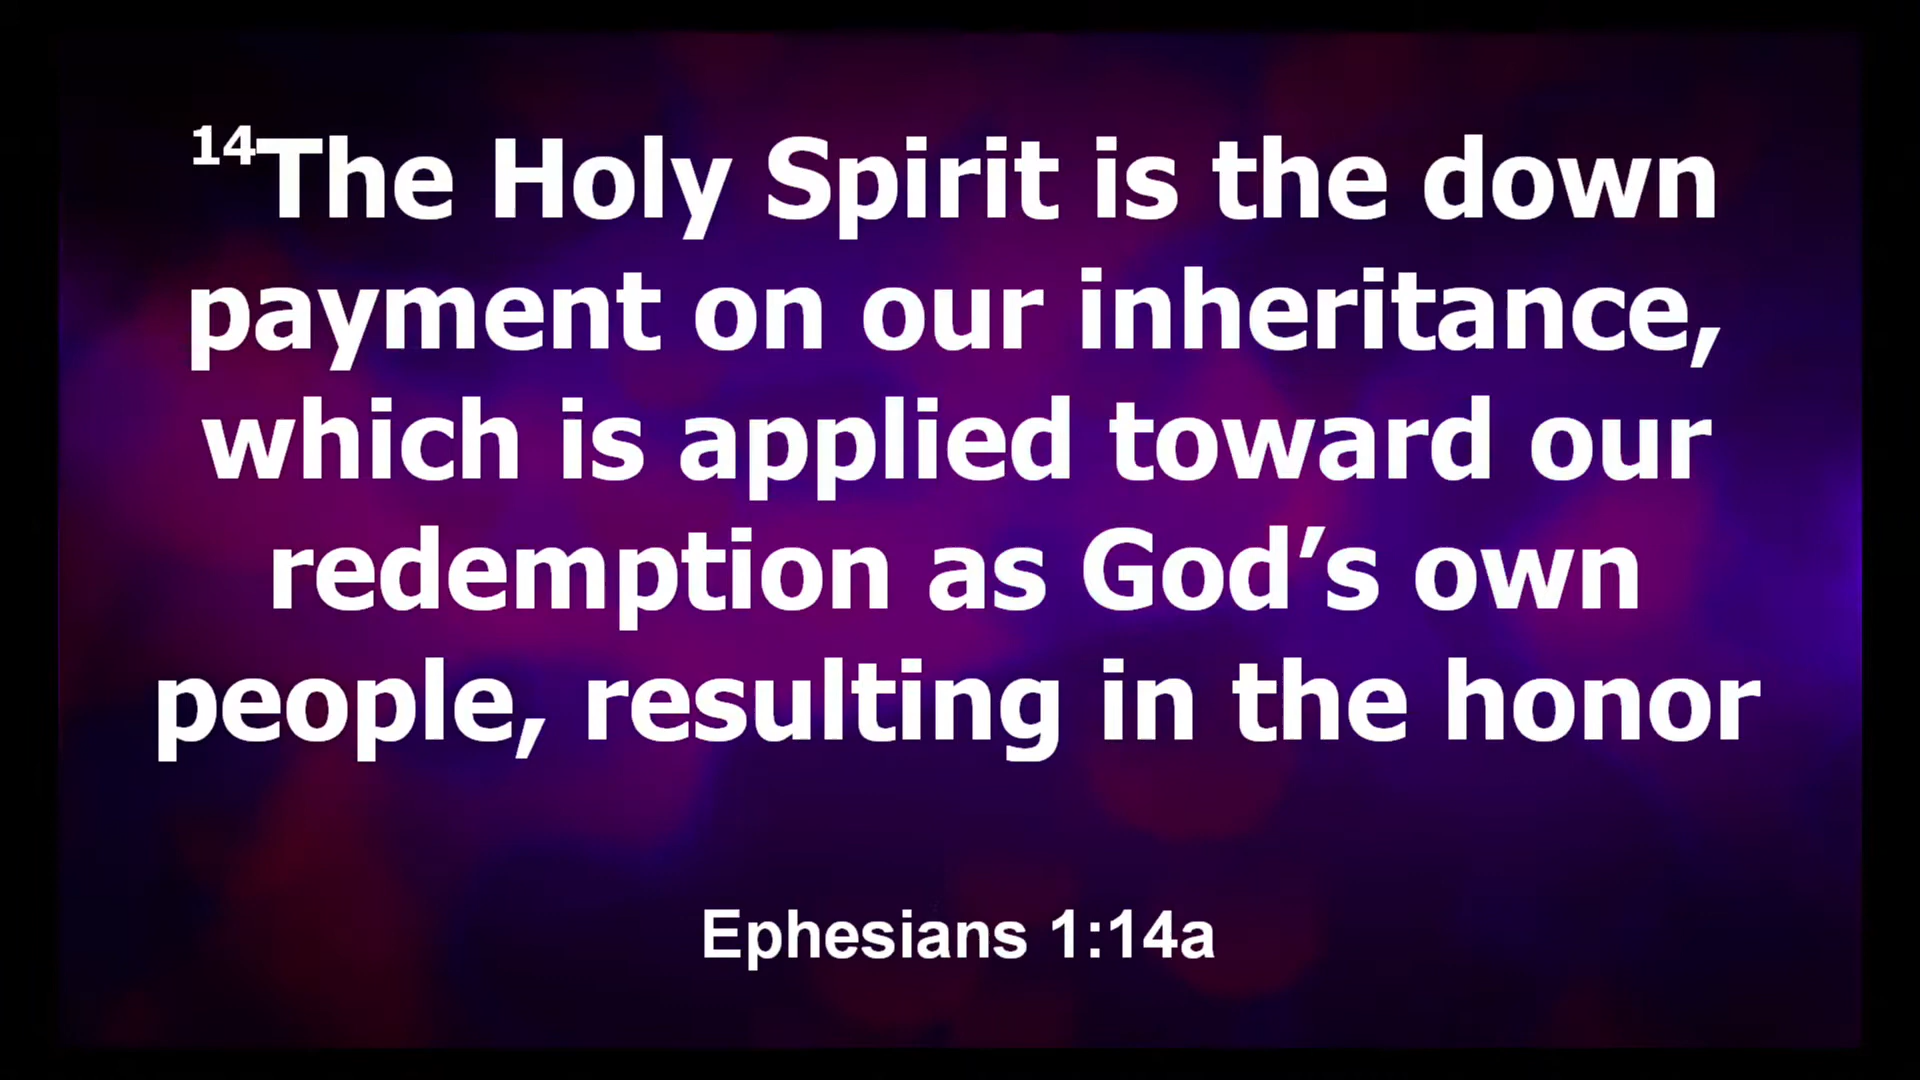 14The Holy Spirit is the down
payment on our inheritance,
which is applied toward our
redemption as God’s own
people, resulting in the honor
Ephesians 1:14a